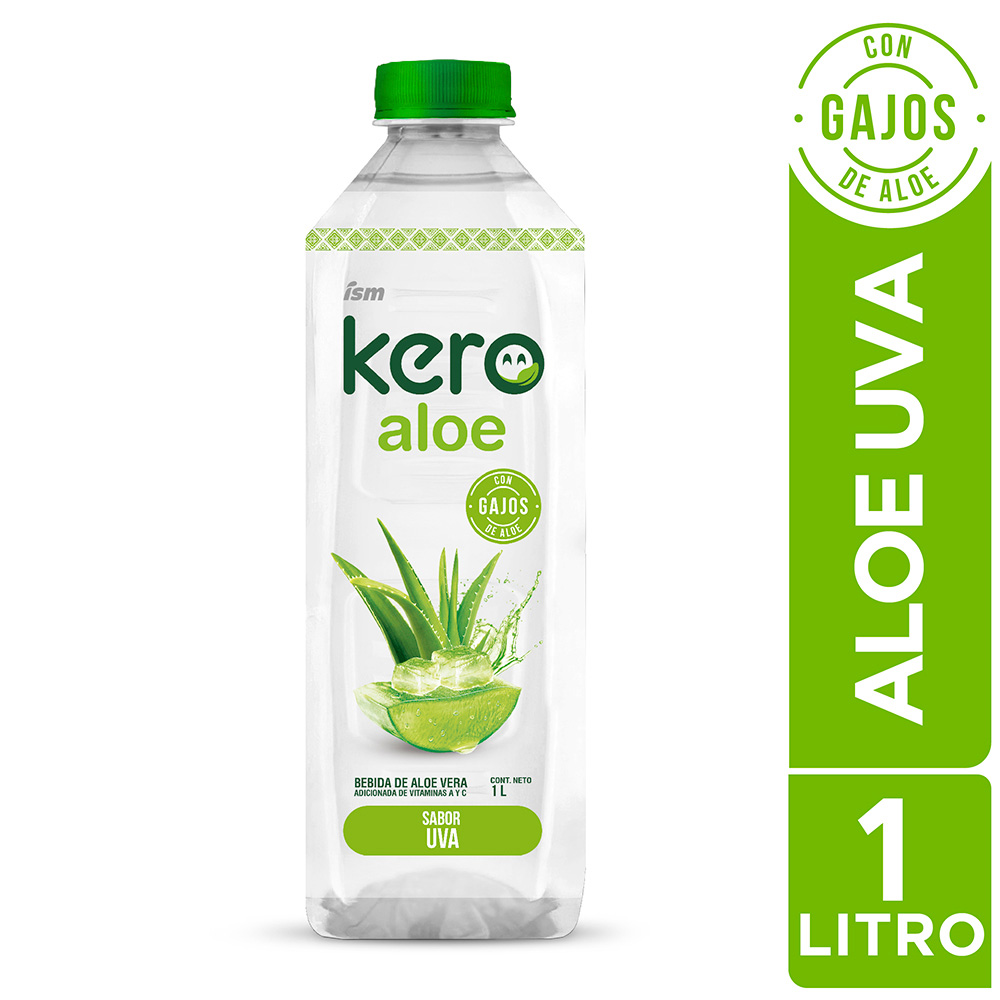 ism
kero
aloe
CON
GAJOS
DE ALOE
BEBIDA DE ALOE VERA
ADICIONADA DE VITAMINAS A Y C
CONT. NETO
1 L
SABOR
UVA
CON
GAJOS
DE ALOE
ALOE UVA
1
LITRO